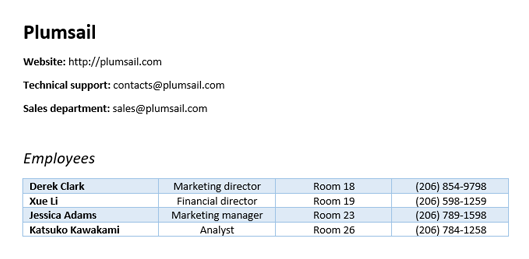 Plumsail
Website: http://plumsail.com
Technical support: contacts@plumsail.com
Sales department: sales@plumsail.com
Employees
Derek Clark Marketing director Room 18 (206) 854-9798
Xue Li Financial director Room 19 (206) 598-1259
Jessica Adams Marketing manager Room 23 (206) 789-1598
Katsuko Kawakami Analyst Room 26 (206) 784-1258